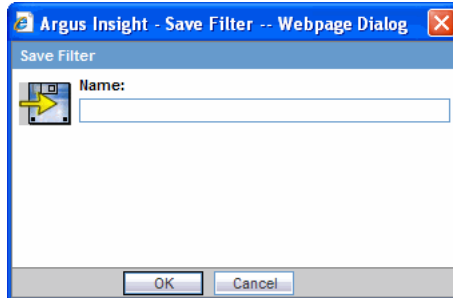 Argus Insight - Save Filter -- Webpage Dialog
Save Filter
Name:
OK Cancel